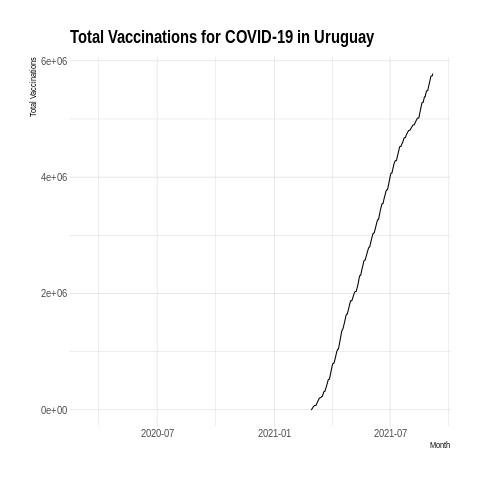 Total Vaccinations for COVID-19 in Uruguay
Total Vaccinations
6e+06
4e+06
2e+06
0e+00
2020-07 2021-01 2021-07
Month